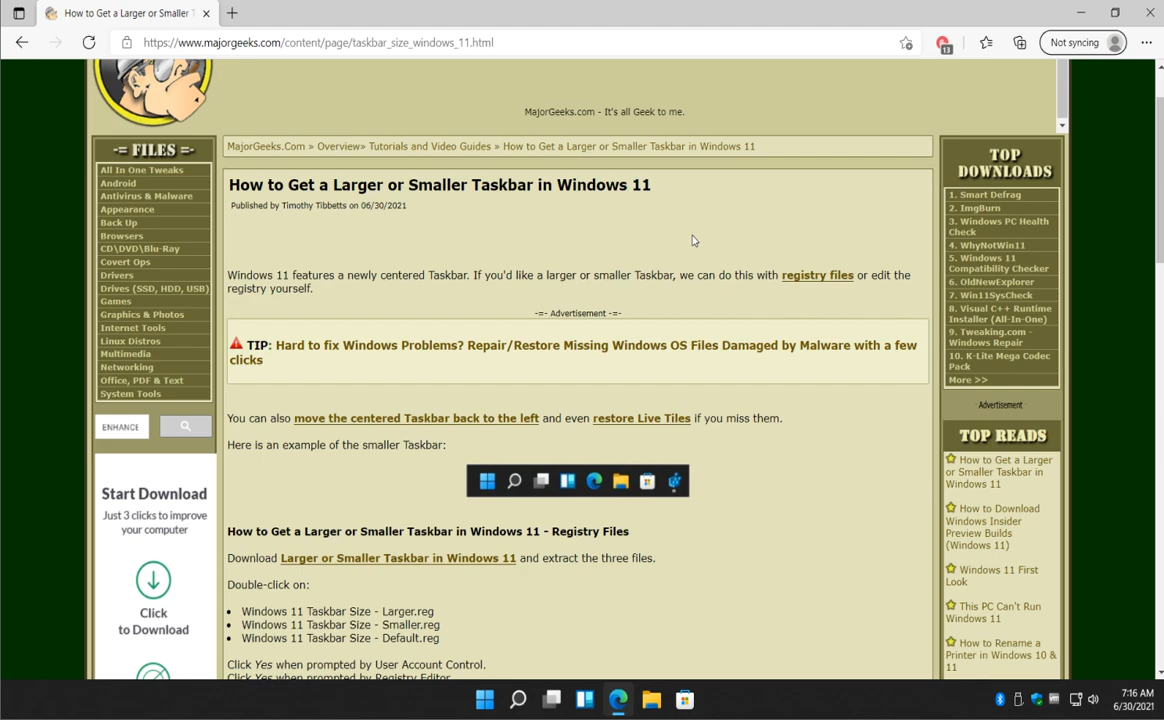 How to Get a Larger or Smaller T
https://www.majorgeeks.com/content/page/taskbar_size_windows_11.html
13
Not syncing
MajorGeeks.com - It's all Geek to me.
-= FILES =-
All In One Tweaks
Android
Antivirus & Malware
Appearance
Back Up
Browsers
CD\DVD\Blu-Ray
Covert Ops
Drivers
Drives (SSD, HDD, USB)
Games
Graphics & Photos
Internet Tools
Linux Distros
Multimedia
Networking
Office, PDF & Text
System Tools
ENHANCE
Start Download
Just 3 clicks to improve
your computer
Click
to Download
MajorGeeks.Com » Overview» Tutorials and Video Guides » How to Get a Larger or Smaller Taskbar in Windows 11
How to Get a Larger or Smaller Taskbar in Windows 11
Published by Timothy Tibbetts on 06/30/2021
Windows 11 features a newly centered Taskbar. If you'd like a larger or smaller Taskbar, we can do this with registry files or edit the
registry yourself.
-=- Advertisement -=-
TIP: Hard to fix Windows Problems? Repair/Restore Missing Windows OS Files Damaged by Malware with a few
clicks
You can also move the centered Taskbar back to the left and even restore Live Tiles if you miss them.
Here is an example of the smaller Taskbar:
How to Get a Larger or Smaller Taskbar in Windows 11 - Registry Files
Download Larger or Smaller Taskbar in Windows 11 and extract the three files.
Double-click on:
Windows 11 Taskbar Size - Larger.reg
Windows 11 Taskbar Size - Smaller.reg
Windows 11 Taskbar Size - Default.reg
Click Yes when prompted by User Account Control.
Click Yes when prompted by Registry Editor
TOP
DOWNLOADS
1. Smart Defrag
2. ImgBurn
3. Windows PC Health
Check
4. WhyNotWin11
5. Windows 11
Compatibility Checker
6. OldNewExplorer
7. Win11SysCheck
8. Visual C++ Runtime
Installer (All-In-One)
9. Tweaking.com -
Windows Repair
10. K-Lite Mega Codec
Pack
More >>
-=- Advertisement -=-
TOP READS
How to Get a Larger
or Smaller Taskbar in
Windows 11
How to Download
Windows Insider
Preview Builds
(Windows 11)
Windows 11 First
Look
This PC Can't Run
Windows 11
How to Rename a
Printer in Windows 10 &
11
7:16 AM
6/30/2021